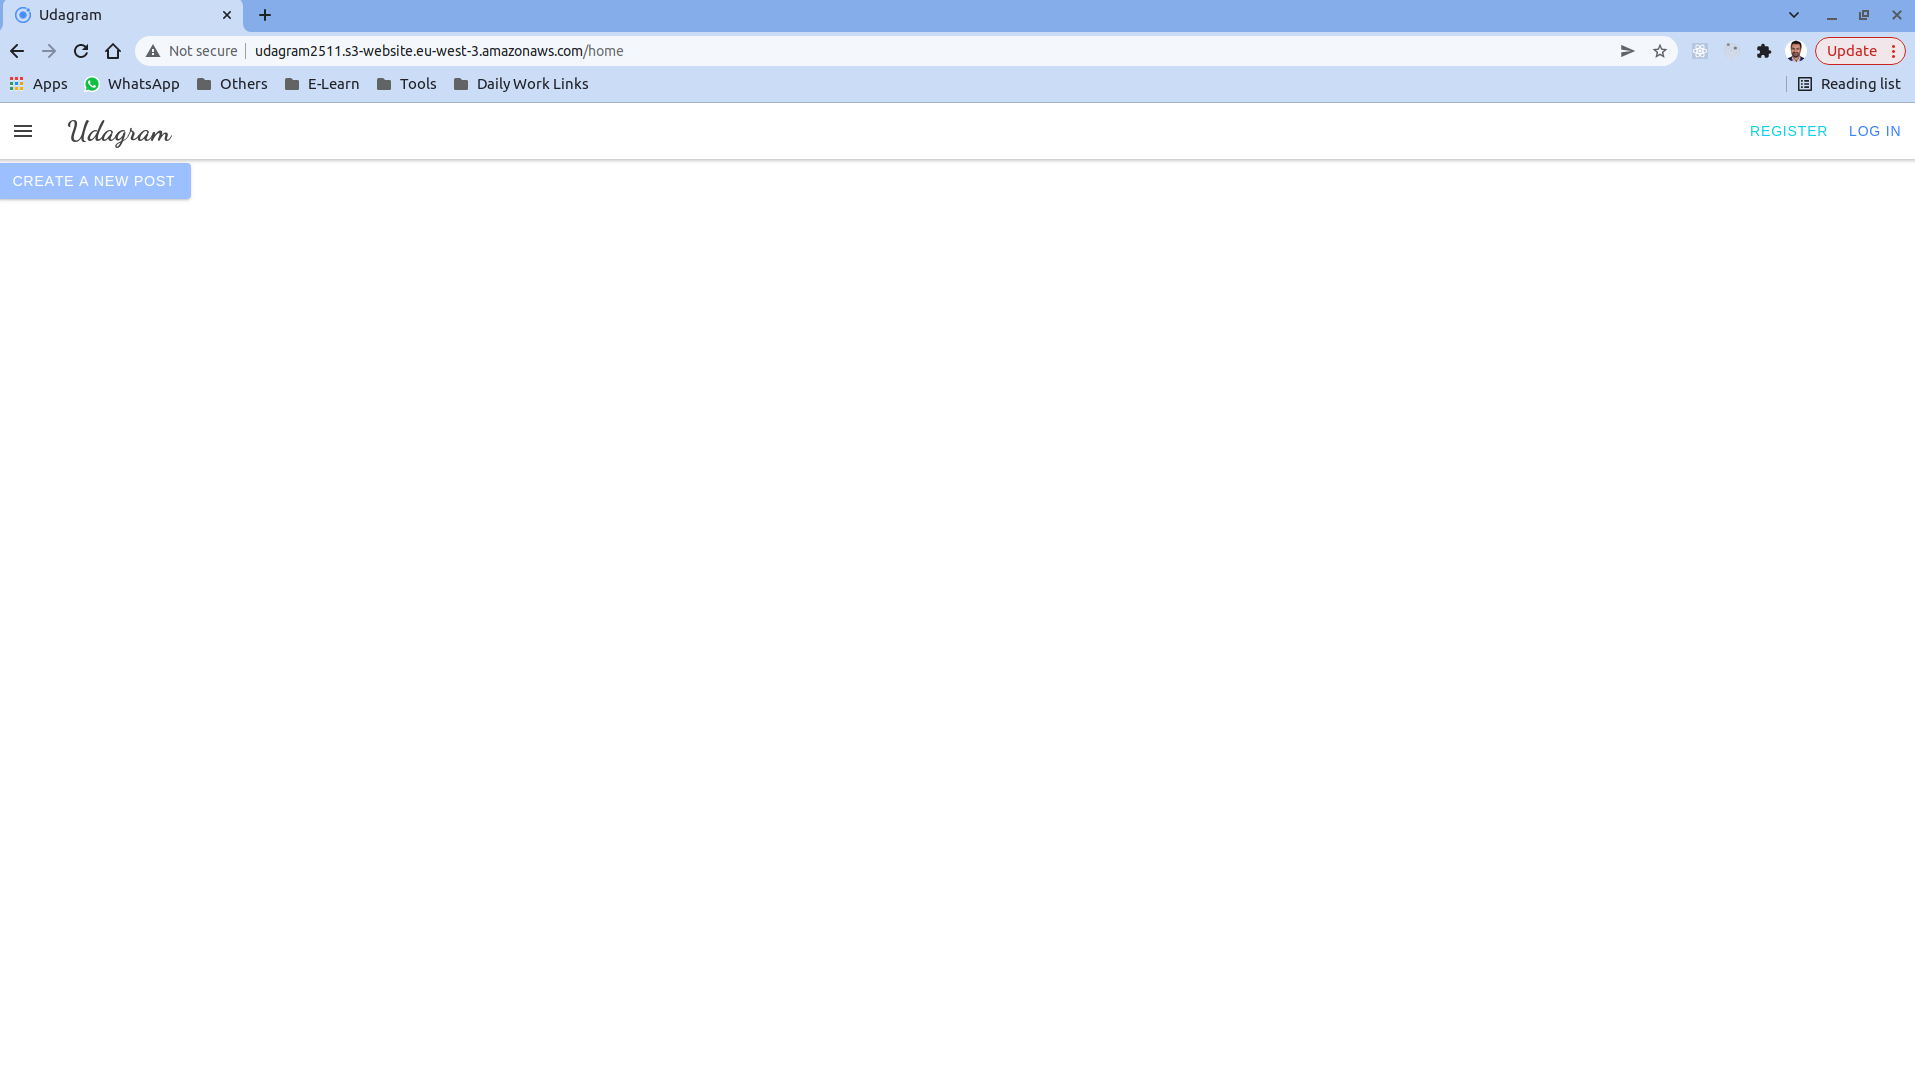 Udagram
Not secure udagram2511.s3-website.eu-west-3.amazonaws.com/home Update
Apps WhatsApp Others E-Learn Tools Daily Work Links Reading list
Udagram REGISTER LOG IN
CREATE A NEW POST